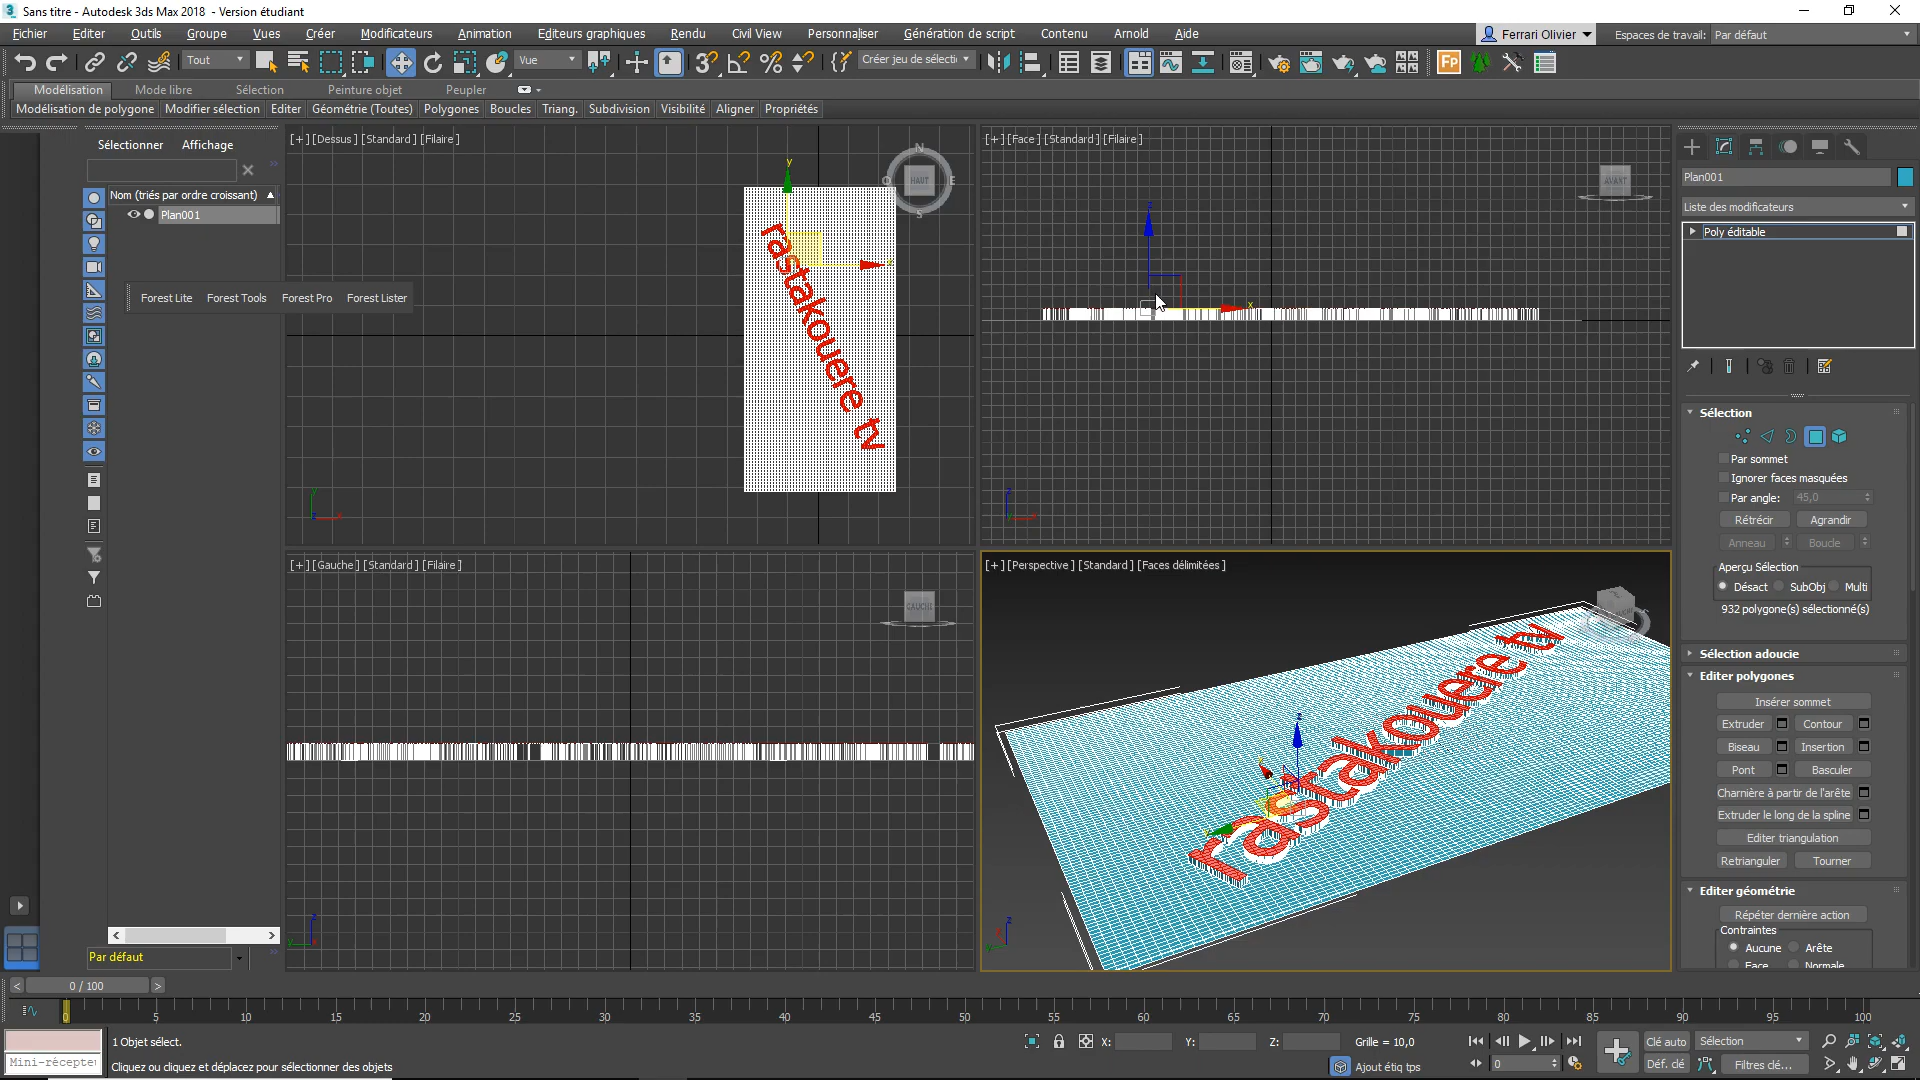 Sans titre - Autodesk 3ds Max 2018  - Version étudiant
Fichier Editer Outils Groupe Vues Créer Modificateurs Animation Editeurs graphiques Rendu Civil View Personnaliser Génération de script Contenu Arnold Aide Ferrari Olivier Espaces de travail: Par défaut
Tout Vue Créer jeu de sélecti
Modélisation Mode libre Sélection Peinture objet Peupler
Modélisation de polygone Modifier sélection Editer Géométrie (Toutes) Polygones Boucles Triang. Subdivision Visibilité Aligner Propriétés
Sélectionner Affichage
Nom (triés par ordre croissant)
Plan001
Forest Lite Forest Tools Forest Pro Forest Lister
Par défaut
[+] [Dessus] [Standard] [Filaire]
N
HAUT
E
S
O
y
x
rastakouere tv
[+] [Face] [Standard] [Filaire]
AVANT
z
x
[+] [Gauche] [Standard] [Filaire]
GAUCHE
[+] [Perspective] [Standard] [Faces délimitées]
rastakouere tv
Plan001
Liste des modificateurs
Poly éditable
Sélection
Par sommet
Ignorer faces masquées
Par angle: 45,0
Rétrécir Agrandir
Anneau Boucle
Aperçu Sélection
Désact SubObj Multi
932 polygone(s) sélectionné(s)
Sélection adoucie
Editer polygones
Insérer sommet
Extruder Contour
Biseau Insertion
Pont Basculer
Charnière à partir de l'arête
Extruder le long de la spline
Editer triangulation
Retrianguler Tourner
Editer géométrie
Répéter dernière action
Contraintes
Aucune Arête
Face Normale
0 / 100
0 5 10 15 20 25 30 35 40 45 50 55 60 65 70 75 80 85 90 95 100
1 Objet sélect.
Mini-récepteu
Cliquez ou cliquez et déplacez pour sélectionner des objets
X: Y: Z: Grille = 10,0
Ajout étiq tps
0
Clé auto Sélection
Déf. clé Filtres clé...